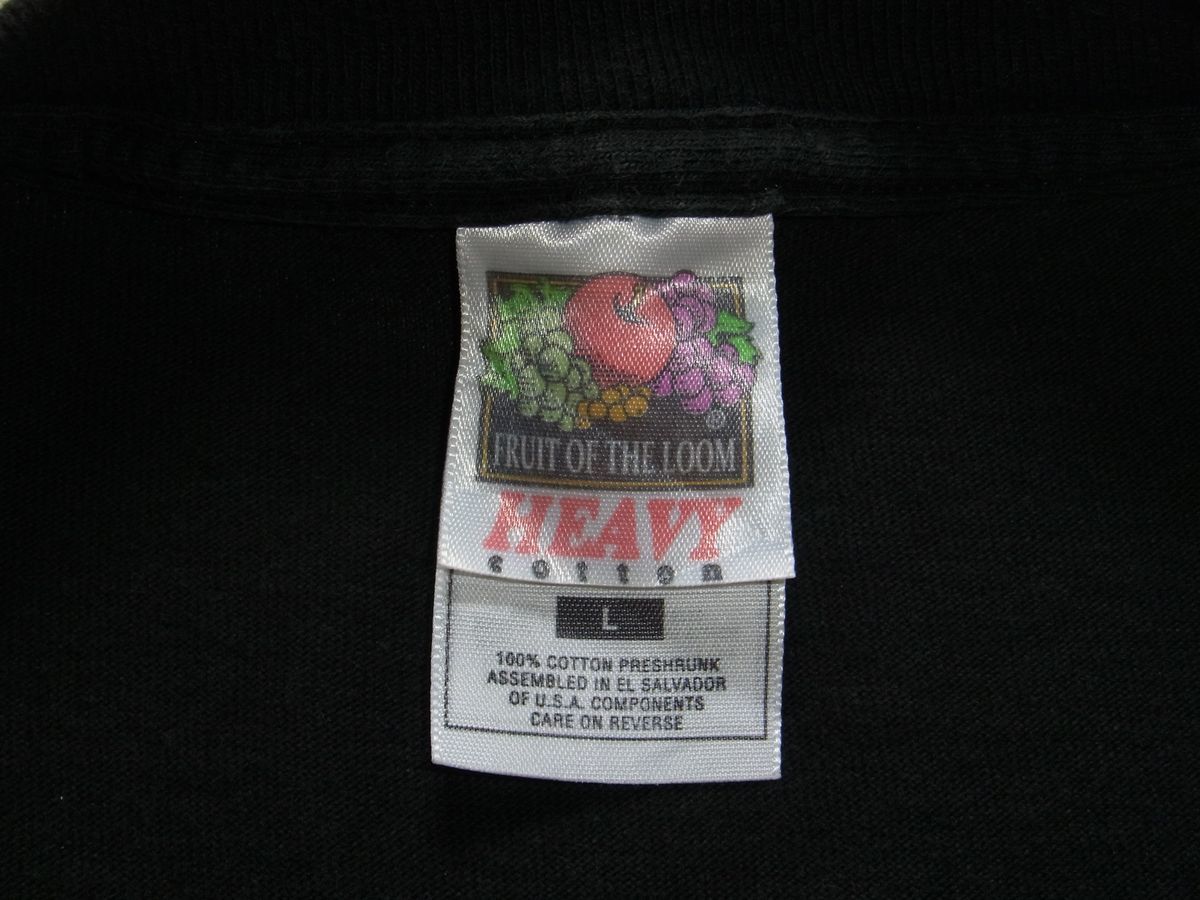 ®
FRUIT OF THE LOOM
HEAVY
cotton
L
100% COTTON PRESHRUNK
ASSEMBLED IN EL SALVADOR
OF U.S.A. COMPONENTS
CARE ON REVERSE